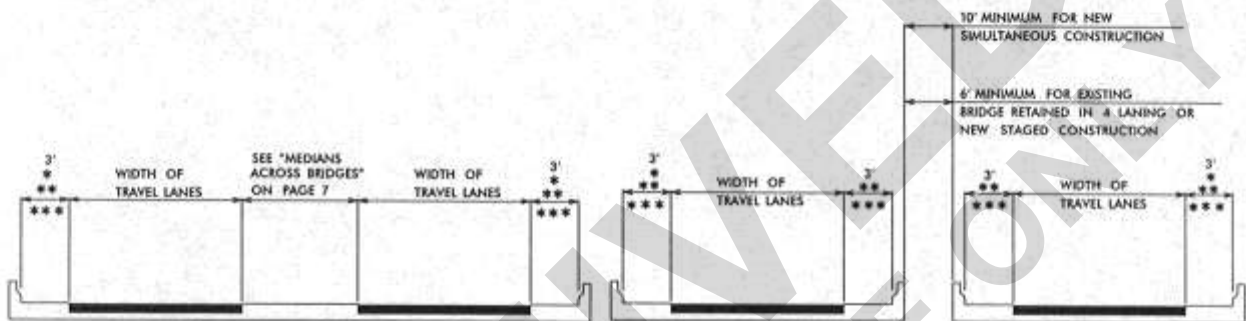 10' MINIMUM FOR NEW
SIMULTANEOUS CONSTRUCTION
6' MINIMUM FOR EXISTING
BRIDGE RETAINED IN 4 LANING OR
NEW STAGED CONSTRUCTION
3'
*
**
***
WIDTH OF
TRAVEL LANES
SEE "MEDIANS
ACROSS BRIDGES"
ON PAGE 7
WIDTH OF
TRAVEL LANES
3'
*
**
***
3'
*
**
***
WIDTH OF
TRAVEL LANES
3'
**
***
3'
**
***
WIDTH OF
TRAVEL LANES
3'
*
**
***